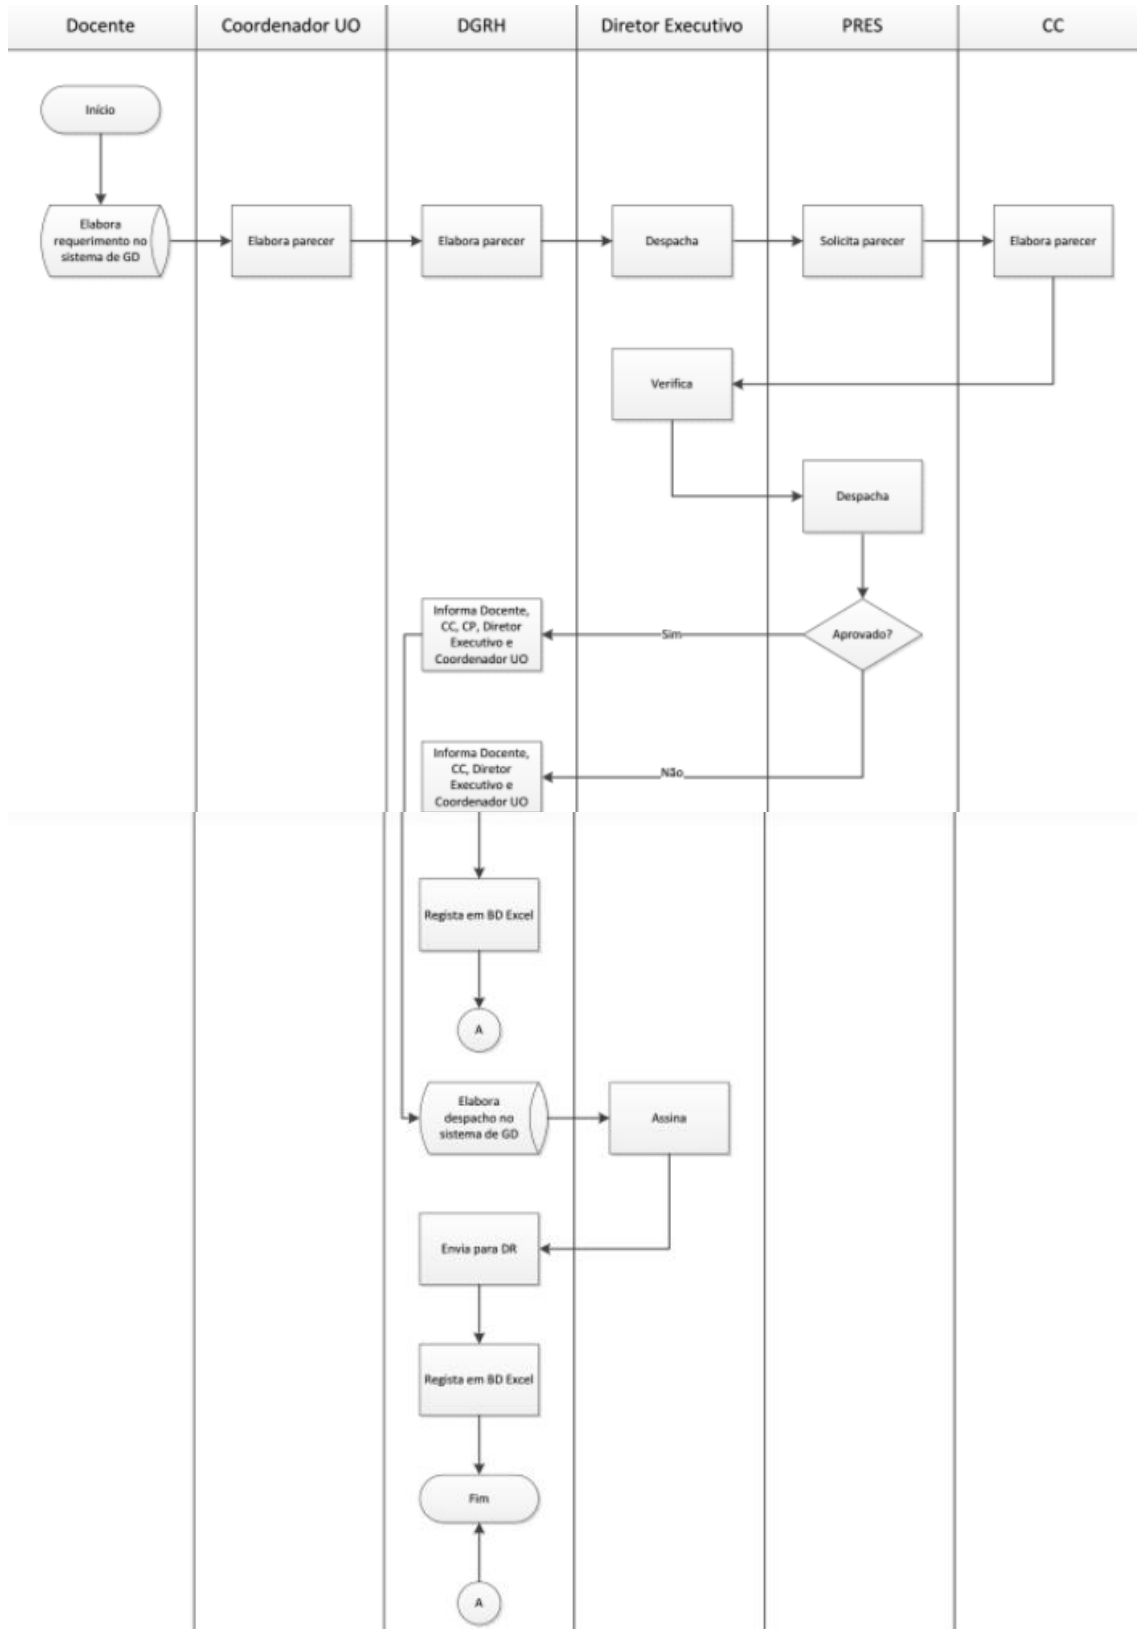 Docente
Coordenador UO
DGRH
Diretor Executivo
PRES
CC
Início
Elabora
requerimento no
sistema de GD
Elabora parecer
Elabora parecer
Despacha
Solicita parecer
Elabora parecer
Verifica
Despacha
Aprovado?
Sim
Informa Docente,
CC, CP, Diretor
Executivo e
Coordenador UO
Não
Informa Docente,
CC, Diretor
Executivo e
Coordenador UO
Regista em BD Excel
A
Elabora
despacho no
sistema de GD
Assina
Envia para DR
Regista em BD Excel
Fim
A